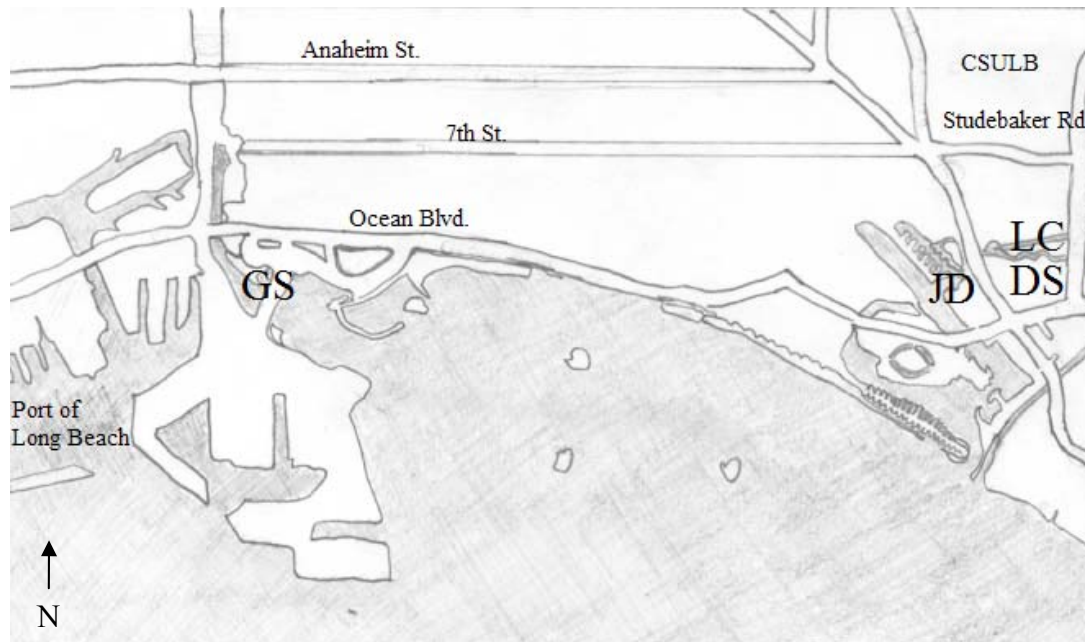 Anaheim St.
CSULB
Studebaker Rd
7th St.
Ocean Blvd.
LC
GS
JD
DS
Port of
Long Beach
N